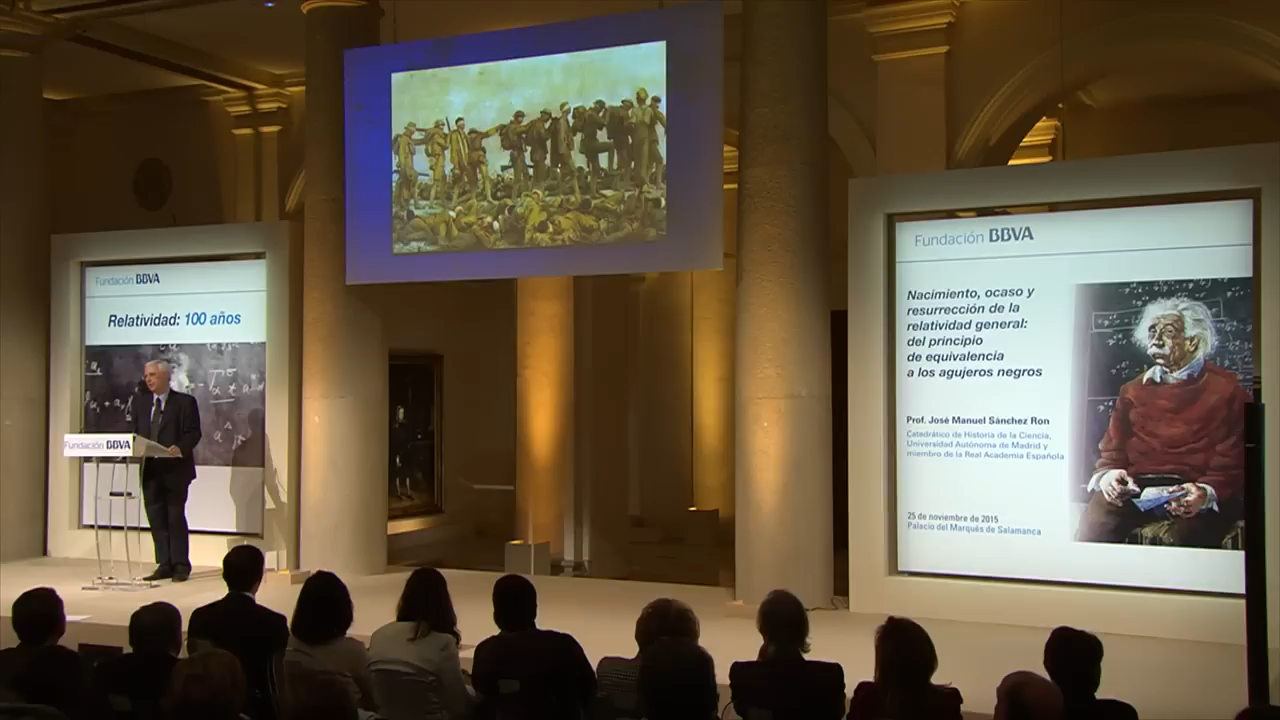 Fundación BBVA
Relatividad: 100 años
Fundación BBVA
Fundación BBVA
Nacimiento, ocaso y
resurrección de la
relatividad general:
del principio
de equivalencia
a los agujeros negros
Prof. José Manuel Sánchez Ron
Catedrático de Historia de la Ciencia,
Universidad Autónoma de Madrid y
miembro de la Real Academia Española
25 de noviembre de 2015
Palacio del Marqués de Salamanca